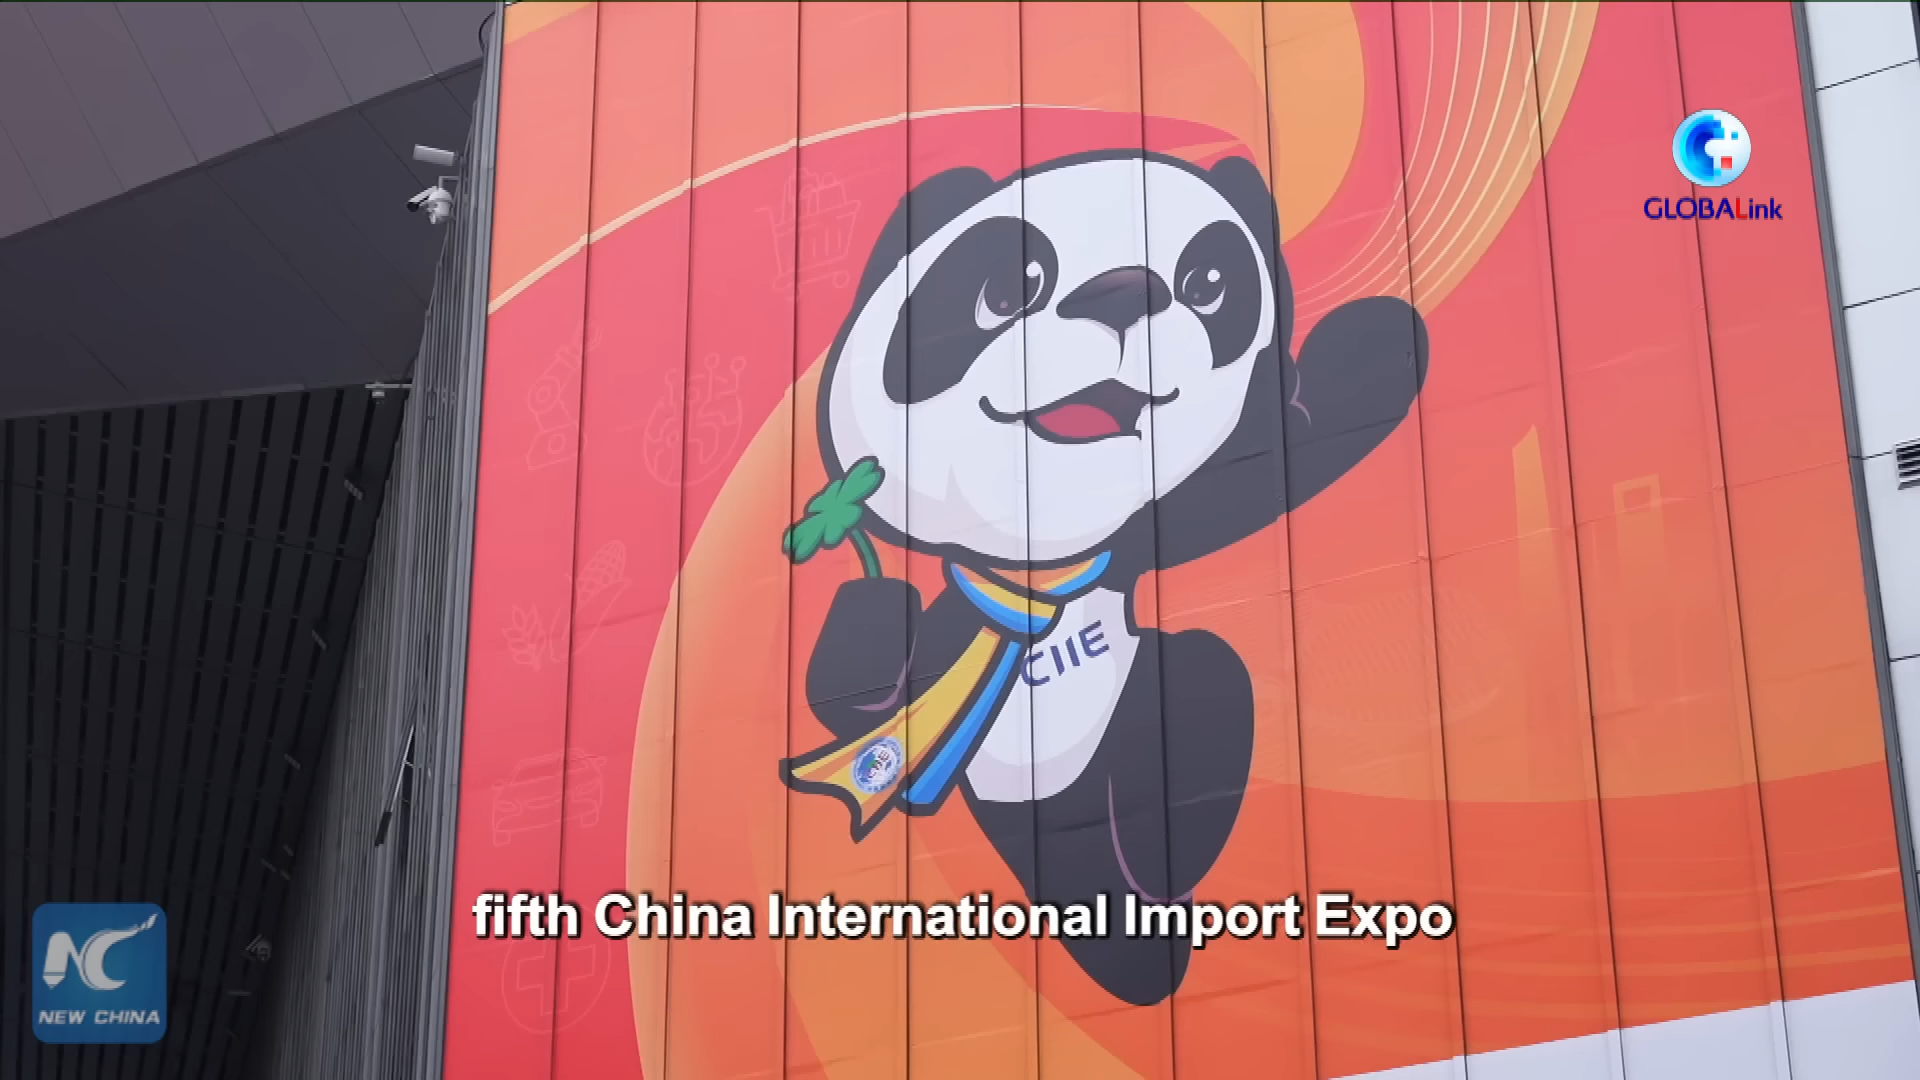 GLOBALink
CIIE
fifth China International Import Expo
NEW CHINA